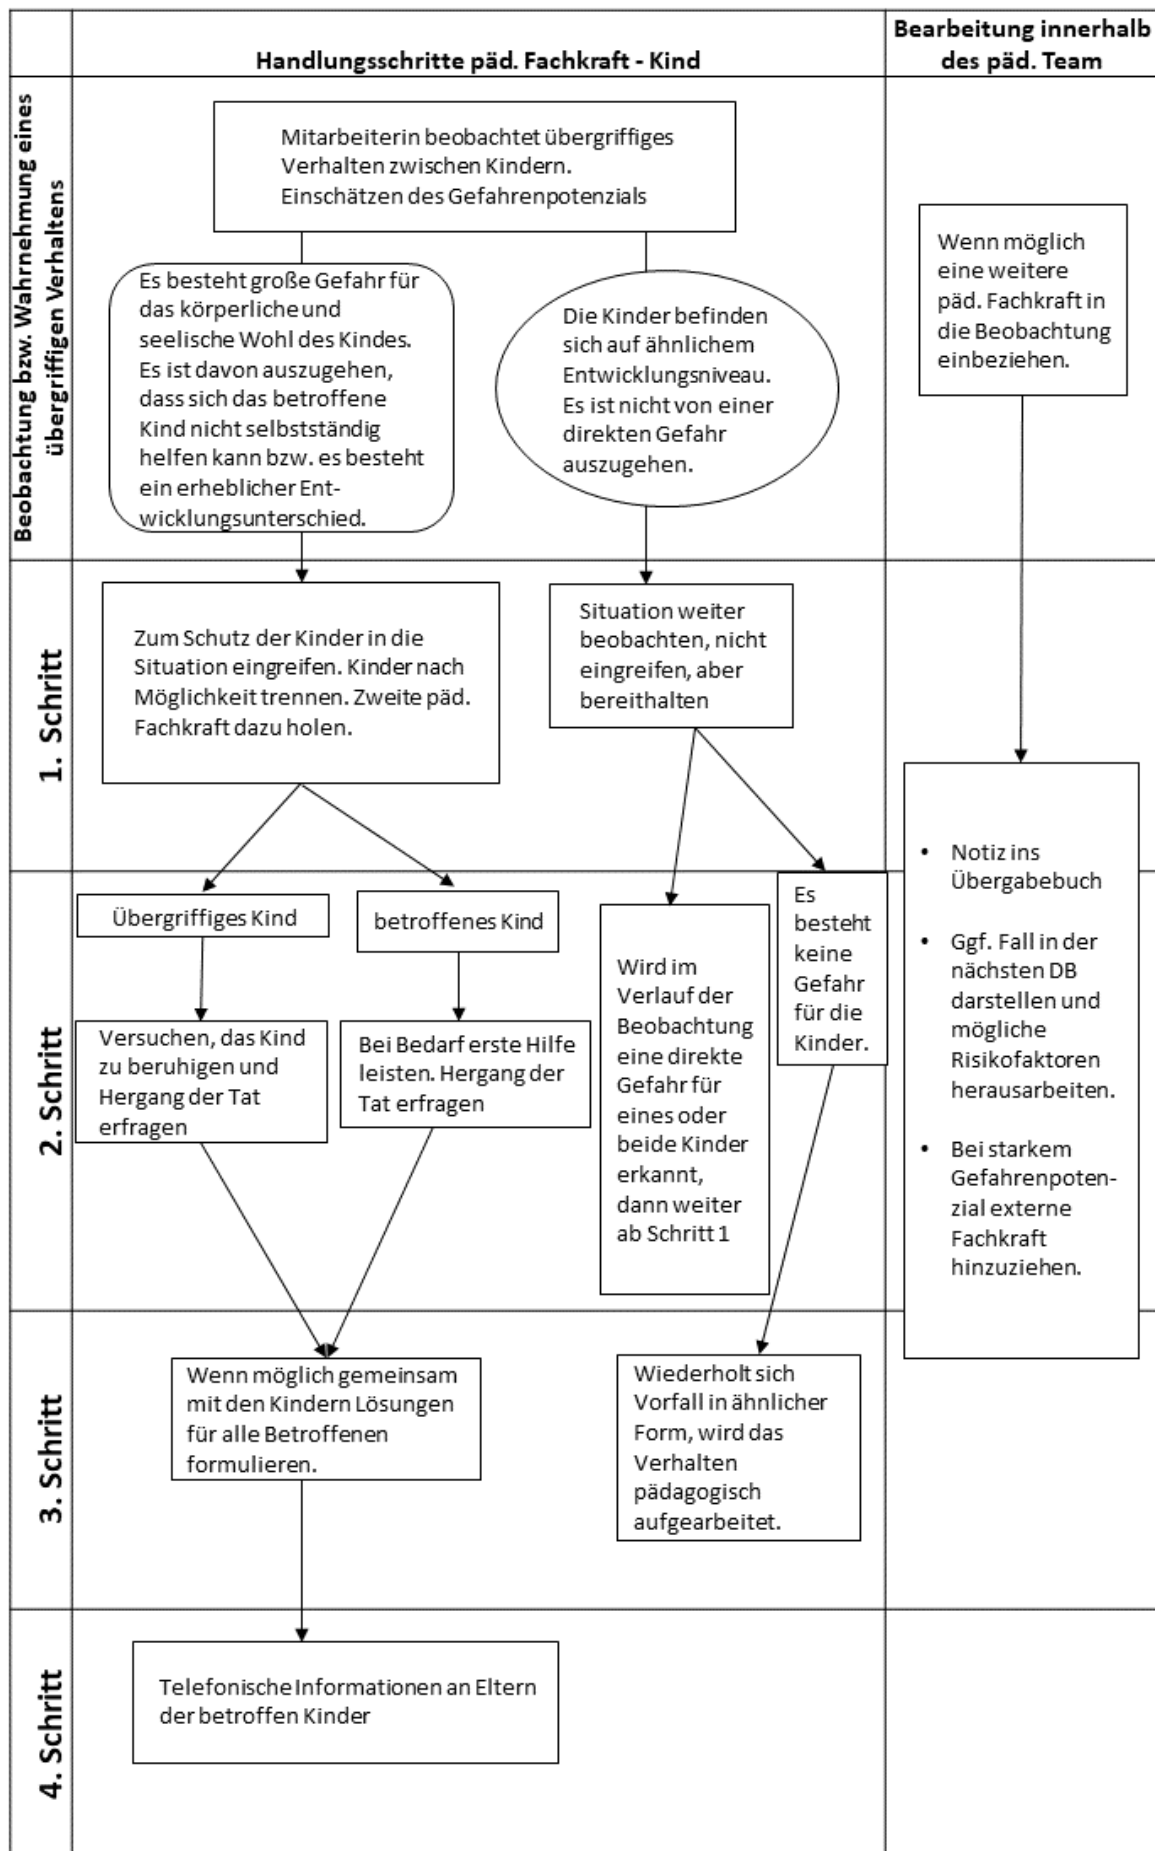 Handlungsschritte päd. Fachkraft - Kind
Bearbeitung innerhalb
des päd. Team
Beobachtung bzw. Wahrnehmung eines
übergriffigen Verhaltens
Mitarbeiterin beobachtet übergriffiges
Verhalten zwischen Kindern.
Einschätzen des Gefahrenpotenzials
Es besteht große Gefahr für
das körperliche und
seelische Wohl des Kindes.
Es ist davon auszugehen,
dass sich das betroffene
Kind nicht selbstständig
helfen kann bzw. es besteht
ein erheblicher Ent-
wicklungsunterschied.
Die Kinder befinden
sich auf ähnlichem
Entwicklungsniveau.
Es ist nicht von einer
direkten Gefahr
auszugehen.
Wenn möglich
eine weitere
päd. Fachkraft in
die Beobachtung
einbeziehen.
1. Schritt
Zum Schutz der Kinder in die
Situation eingreifen. Kinder nach
Möglichkeit trennen. Zweite päd.
Fachkraft dazu holen.
Situation weiter
beobachten, nicht
eingreifen, aber
bereithalten
2. Schritt
Übergriffiges Kind
betroffenes Kind
Versuchen, das Kind
zu beruhigen und
Hergang der Tat
erfragen
Bei Bedarf erste Hilfe
leisten. Hergang der
Tat erfragen
Wird im
Verlauf der
Beobachtung
eine direkte
Gefahr für
eines oder
beide Kinder
erkannt,
dann weiter
ab Schritt 1
Es
besteht
keine
Gefahr
für die
Kinder.
• Notiz ins
Übergabebuch
• Ggf. Fall in der
nächsten DB
darstellen und
mögliche
Risikofaktoren
herausarbeiten.
• Bei starkem
Gefahrenpoten-
zial externe
Fachkraft
hinzuziehen.
3. Schritt
Wenn möglich gemeinsam
mit den Kindern Lösungen
für alle Betroffenen
formulieren.
Wiederholt sich
Vorfall in ähnlicher
Form, wird das
Verhalten
pädagogisch
aufgearbeitet.
4. Schritt
Telefonische Informationen an Eltern
der betroffen Kinder